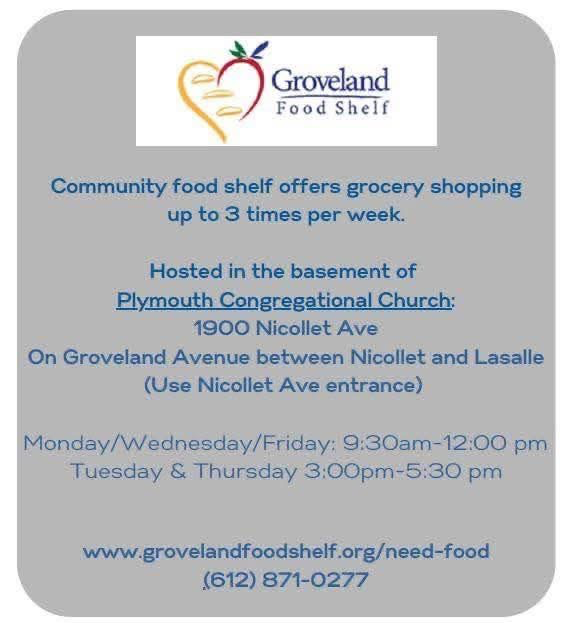 Groveland
Food Shelf
Community food shelf offers grocery shopping
up to 3 times per week.
Hosted in the basement of
Plymouth Congregational Church:
1900 Nicollet Ave
On Groveland Avenue between Nicollet and Lasalle
(Use Nicollet Ave entrance)
Monday/Wednesday/Friday: 9:30am-12:00 pm
Tuesday & Thursday 3:00pm-5:30 pm
www.grovelandfoodshelf.org/need-food
(612) 871-0277